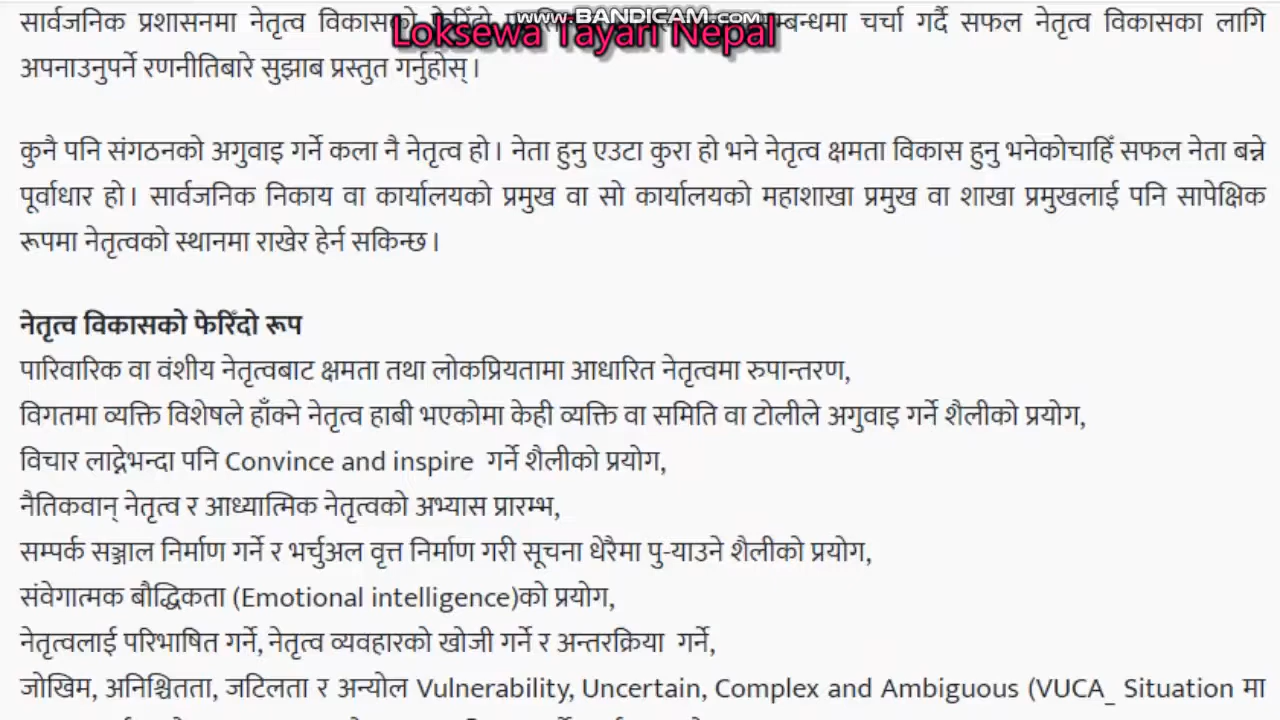 www.BANDICAM.com
Loksewa Tayari Nepal
सार्वजनिक प्रशासनमा नेतृत्व विकासको चर्चा गर्दै सफल नेतृत्व विकासका लागि
अपनाउनुपर्ने रणनीतिबारे सुझाब प्रस्तुत गर्नुहोस् ।
कुनै पनि संगठनको अगुवाइ गर्ने कला नै नेतृत्व हो । नेता हुनु एउटा कुरा हो भने नेतृत्व क्षमता विकास हुनु भनेकोचाहिँ सफल नेता बन्ने
पूर्वाधार हो । सार्वजनिक निकाय वा कार्यालयको प्रमुख वा सो कार्यालयको महाशाखा प्रमुख वा शाखा प्रमुखलाई पनि सापेक्षिक
रूपमा नेतृत्वको स्थानमा राखेर हेर्न सकिन्छ ।
नेतृत्व विकासको फेरिँदो रूप
पारिवारिक वा वंशीय नेतृत्वबाट क्षमता तथा लोकप्रियतामा आधारित नेतृत्वमा रुपान्तरण,
विगतमा व्यक्ति विशेषले हाँक्ने नेतृत्व हाबी भएकोमा केही व्यक्ति वा समिति वा टोलीले अगुवाइ गर्ने शैलीको प्रयोग,
विचार लाद्नेभन्दा पनि Convince and inspire गर्ने शैलीको प्रयोग,
नैतिकवान् नेतृत्व र आध्यात्मिक नेतृत्वको अभ्यास प्रारम्भ,
सम्पर्क सञ्जाल निर्माण गर्ने र भर्चुअल वृत्त निर्माण गरी सूचना धेरैमा पु-याउने शैलीको प्रयोग,
संवेगात्मक बौद्धिकता (Emotional intelligence)को प्रयोग,
नेतृत्वलाई परिभाषित गर्ने, नेतृत्व व्यवहारको खोजी गर्ने र अन्तरक्रिया गर्ने,
जोखिम, अनिश्चितता, जटिलता र अन्योल Vulnerability, Uncertain, Complex and Ambiguous (VUCA_ Situation मा